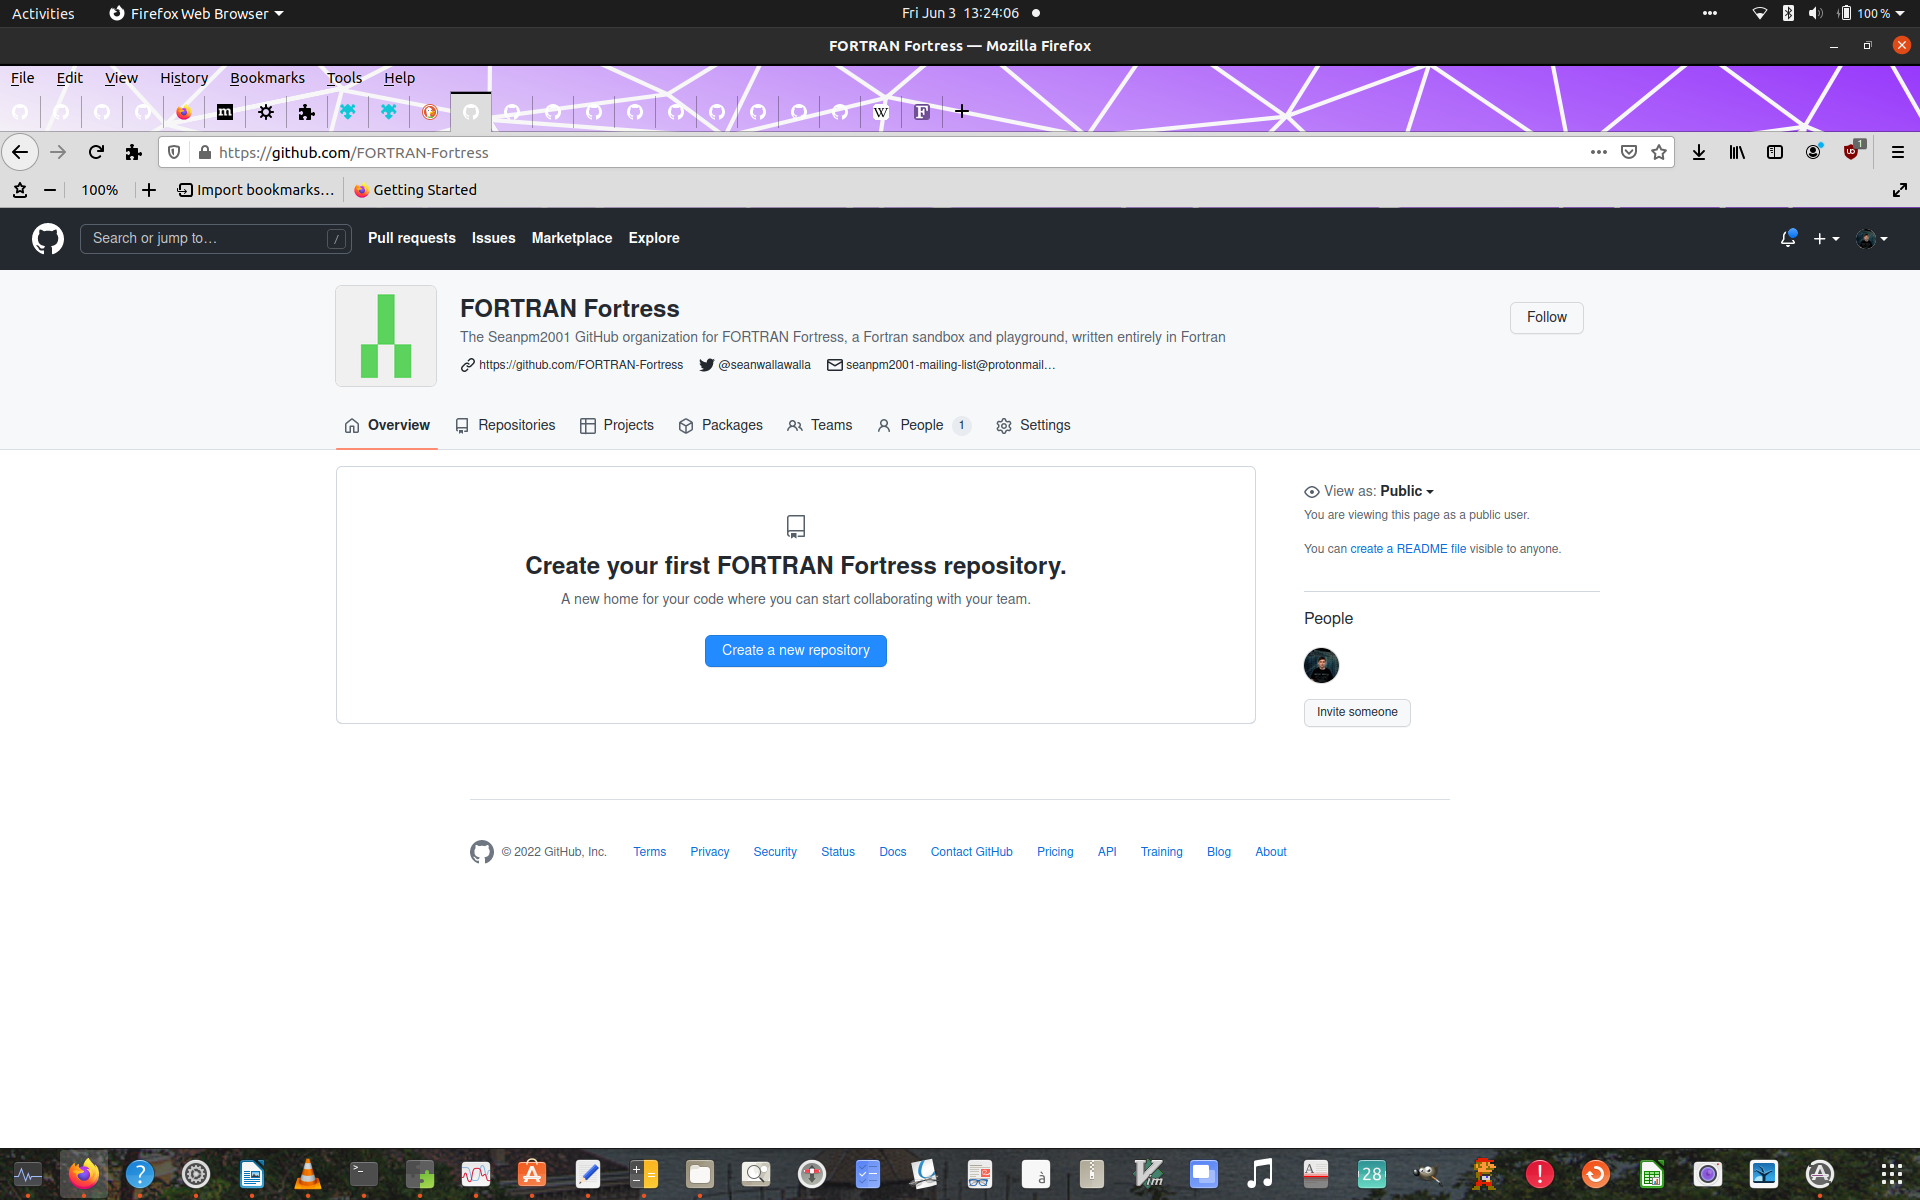 Activities
Firefox Web Browser
Fri Jun 3 13:24:06
100 %
FORTRAN Fortress — Mozilla Firefox
File Edit View History Bookmarks Tools Help
https://github.com/FORTRAN-Fortress
1
100%
Import bookmarks…
Getting Started
Search or jump to…
/
Pull requests
Issues
Marketplace
Explore
FORTRAN Fortress
The Seanpm2001 GitHub organization for FORTRAN Fortress, a Fortran sandbox and playground, written entirely in Fortran
https://github.com/FORTRAN-Fortress
@seanwallawalla
seanpm2001-mailing-list@protonmail…
Follow
Overview
Repositories
Projects
Packages
Teams
People 1
Settings
Create your first FORTRAN Fortress repository.
A new home for your code where you can start collaborating with your team.
Create a new repository
View as: Public
You are viewing this page as a public user.
You can create a README file visible to anyone.
People
Invite someone
© 2022 GitHub, Inc.
Terms
Privacy
Security
Status
Docs
Contact GitHub
Pricing
API
Training
Blog
About
28